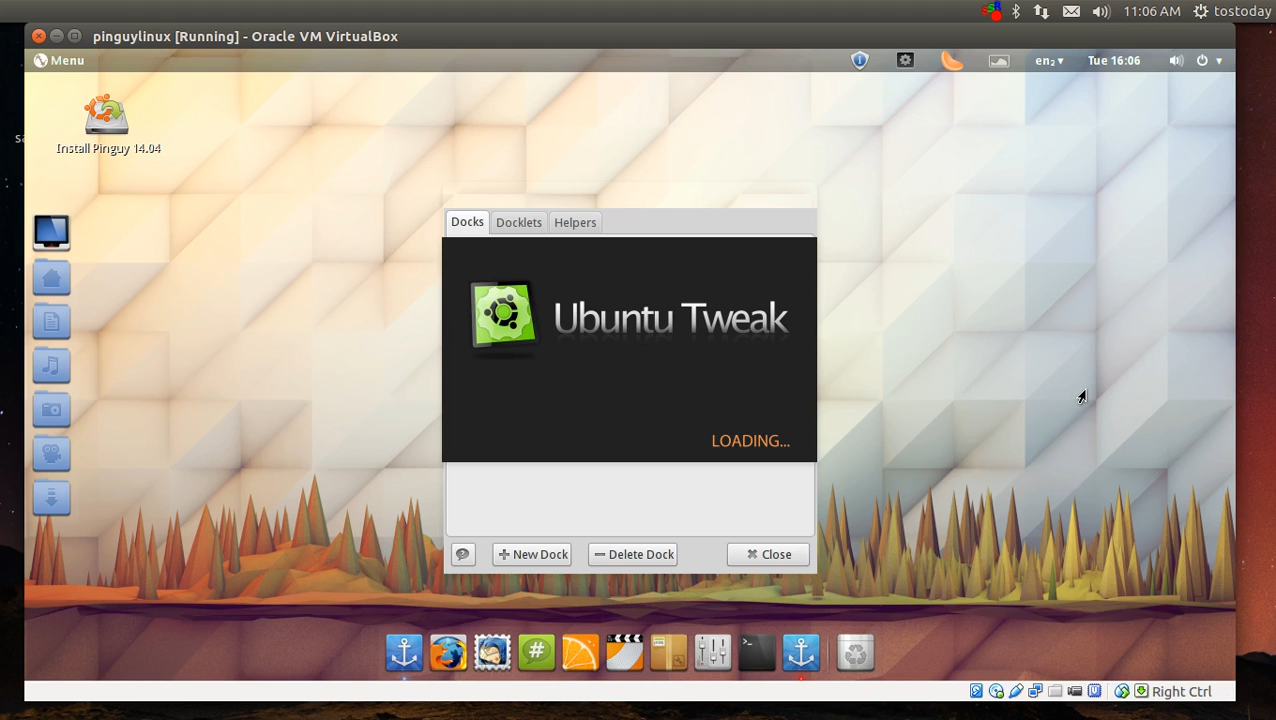 11:06 AM tostoday
pinguylinux [Running] - Oracle VM VirtualBox
Menu en₂ Tue 16:06
Install Pinguy 14.04
Docks Docklets Helpers
Ubuntu Tweak
LOADING...
New Dock Delete Dock Close
Right Ctrl